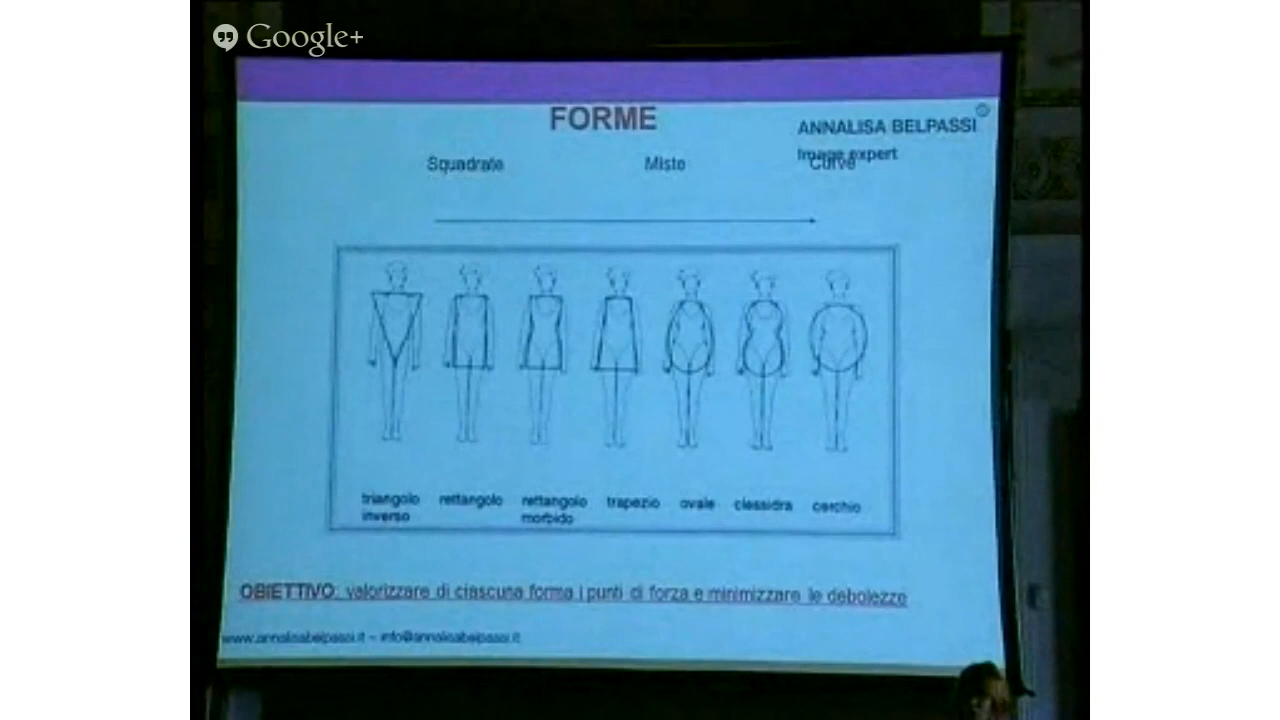 Google+
FORME
ANNALISA BELPASSI
Image expert
Squadrate
Misto
Curve
triangolo
inverso
rettangolo
rettangolo
morbido
trapezio
ovale
clessidra
cerchio
OBIETTIVO: valorizzare di ciascuna forma i punti di forza e minimizzare le debolezze
www.annalisabelpassi.it – info@annalisabelpassi.it